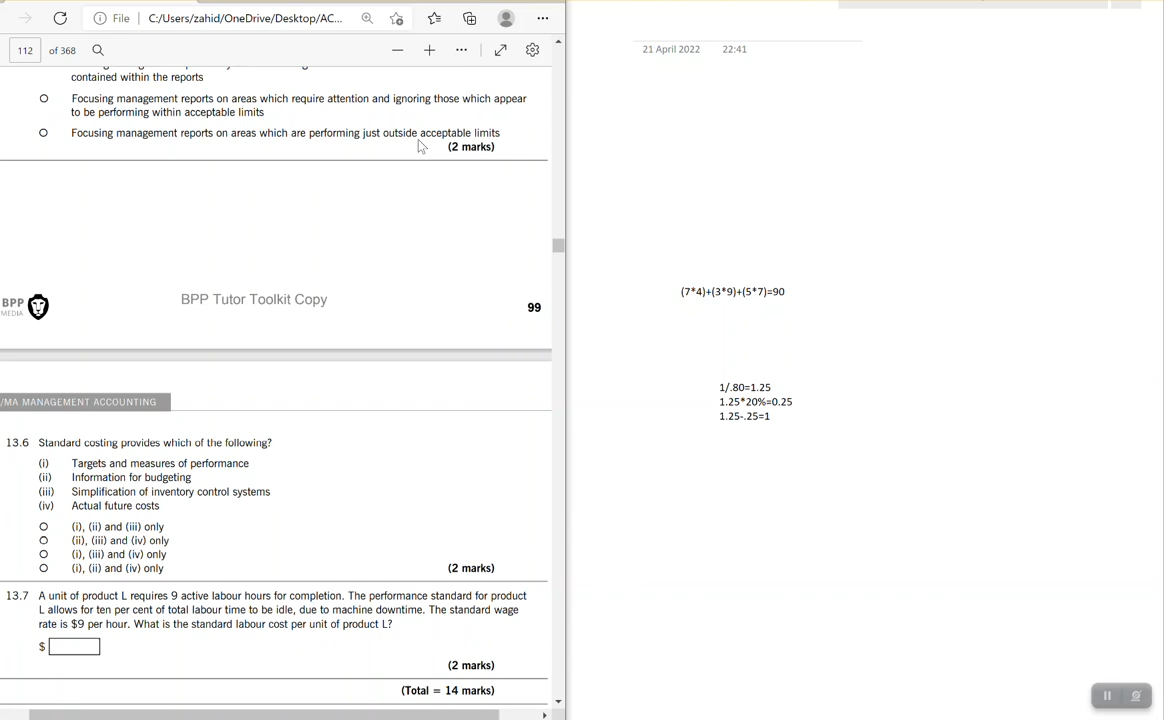 File C:/Users/zahid/OneDrive/Desktop/AC...
112 of 368
contained within the reports
Focusing management reports on areas which require attention and ignoring those which appear
to be performing within acceptable limits
Focusing management reports on areas which are performing just outside acceptable limits
(2 marks)
BPP
MEDIA
BPP Tutor Toolkit Copy
99
/MA MANAGEMENT ACCOUNTING
13.6 Standard costing provides which of the following?
(i) Targets and measures of performance
(ii) Information for budgeting
(iii) Simplification of inventory control systems
(iv) Actual future costs
(i), (ii) and (iii) only
(ii), (iii) and (iv) only
(i), (iii) and (iv) only
(i), (ii) and (iv) only
(2 marks)
13.7 A unit of product L requires 9 active labour hours for completion. The performance standard for product
L allows for ten per cent of total labour time to be idle, due to machine downtime. The standard wage
rate is $9 per hour. What is the standard labour cost per unit of product L?
$
(2 marks)
(Total = 14 marks)
21 April 2022 22:41
(7*4)+(3*9)+(5*7)=90
1/.80=1.25
1.25*20%=0.25
1.25-.25=1